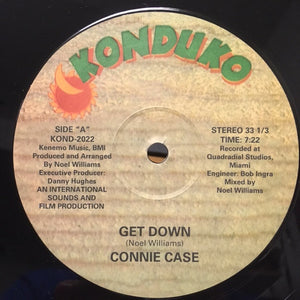 KONDUKO
SIDE "A"
KOND-2022
Kenemo Music, BMI
Produced and Arranged
By Noel Williams
Executive Producer:
Danny Hughes
AN INTERNATIONAL
SOUNDS AND
FILM PRODUCTION
STEREO 33 1/3
TIME: 7:22
Recorded at
Quadradial Studios,
Miami
Engineer: Bob Ingra
Mixed by
Noel Williams
GET DOWN
(Noel Williams)
CONNIE CASE